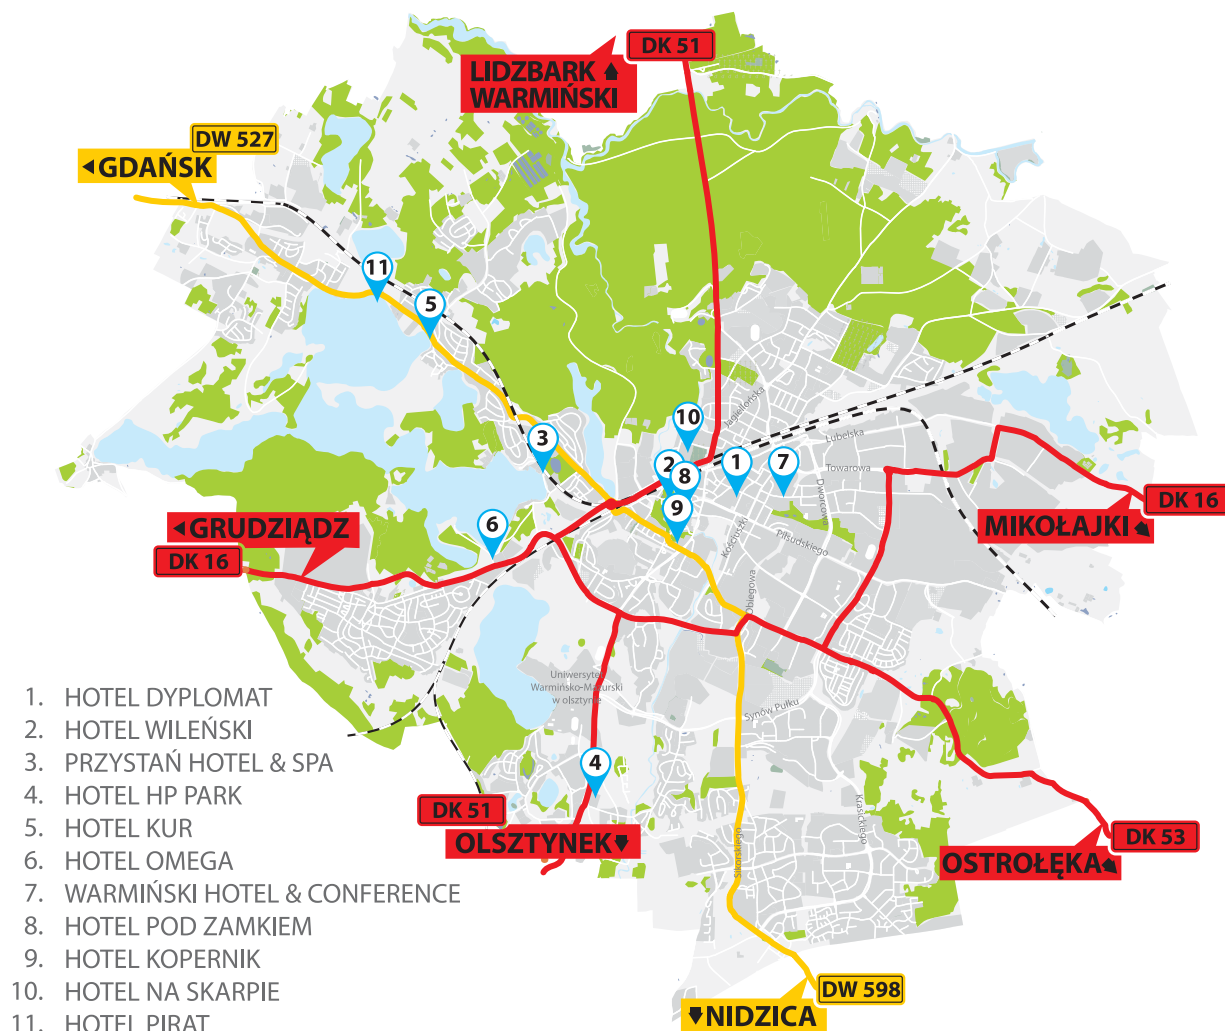 DK 51
LIDZBARK
WARMIŃSKI
DW 527
GDAŃSK
11
5
10
3
2
8
1
7
9
6
Jagiellońska
Lubelska
Towarowa
Dworcowa
Kościuszki
Piłsudskiego
Obiegowa
DK 16
MIKOŁAJKI
GRUDZIĄDZ
DK 16
Uniwersytet
Warmińsko-Mazurski
w olsztynie
Synów Pułku
4
Krasickiego
Sikorskiego
DK 51
OLSZTYNEK
DK 53
OSTROŁĘKA
DW 598
NIDZICA
1. HOTEL DYPLOMAT
2. HOTEL WILEŃSKI
3. PRZYSTAŃ HOTEL & SPA
4. HOTEL HP PARK
5. HOTEL KUR
6. HOTEL OMEGA
7. WARMIŃSKI HOTEL & CONFERENCE
8. HOTEL POD ZAMKIEM
9. HOTEL KOPERNIK
10. HOTEL NA SKARPIE
11. HOTEL PIRAT